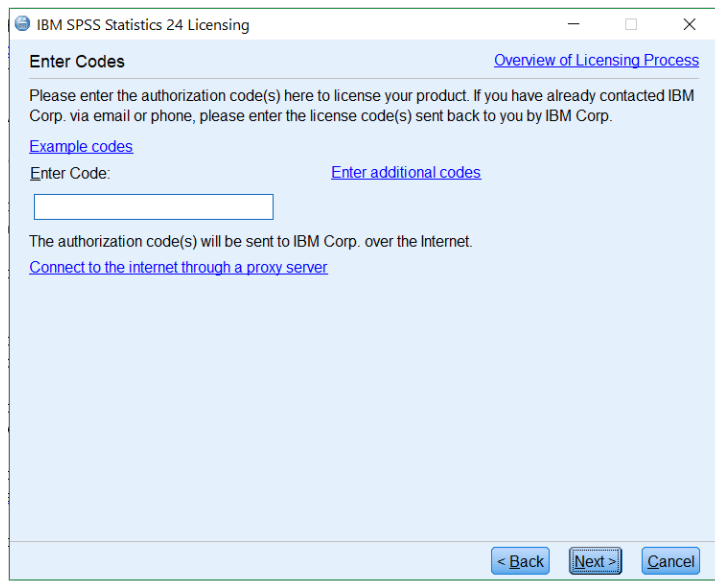 IBM SPSS Statistics 24 Licensing
Enter Codes
Overview of Licensing Process
Please enter the authorization code(s) here to license your product. If you have already contacted IBM
Corp. via email or phone, please enter the license code(s) sent back to you by IBM Corp.
Example codes
Enter Code:
Enter additional codes
The authorization code(s) will be sent to IBM Corp. over the Internet.
Connect to the internet through a proxy server
< Back
Next >
Cancel